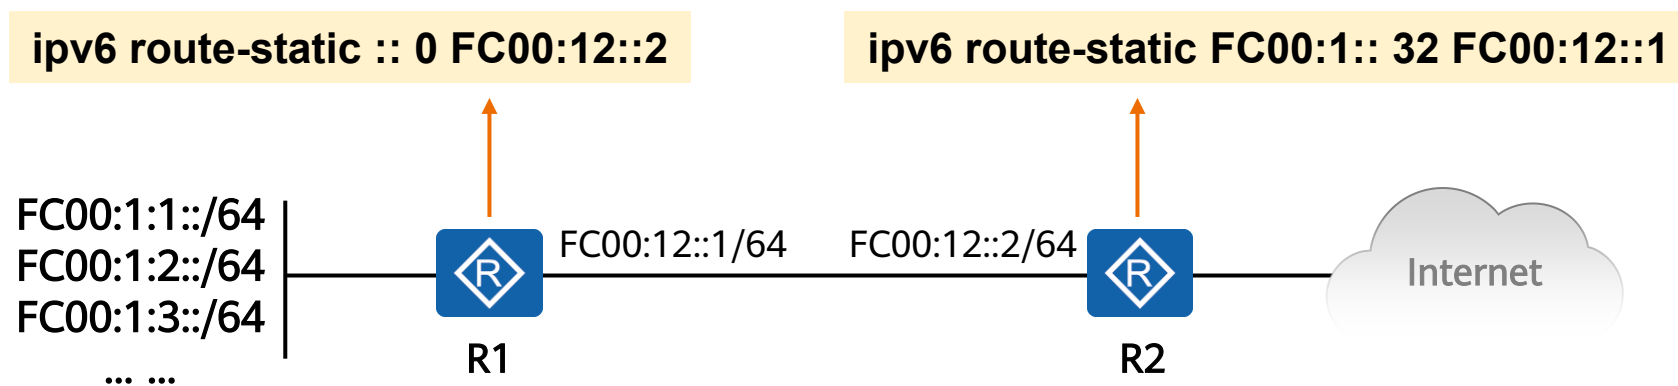 ipv6 route-static :: 0 FC00:12::2
ipv6 route-static FC00:1:: 32 FC00:12::1
FC00:1:1::/64
FC00:1:2::/64
FC00:1:3::/64
... ...
R
FC00:12::1/64
FC00:12::2/64
R
Internet
R1
R2